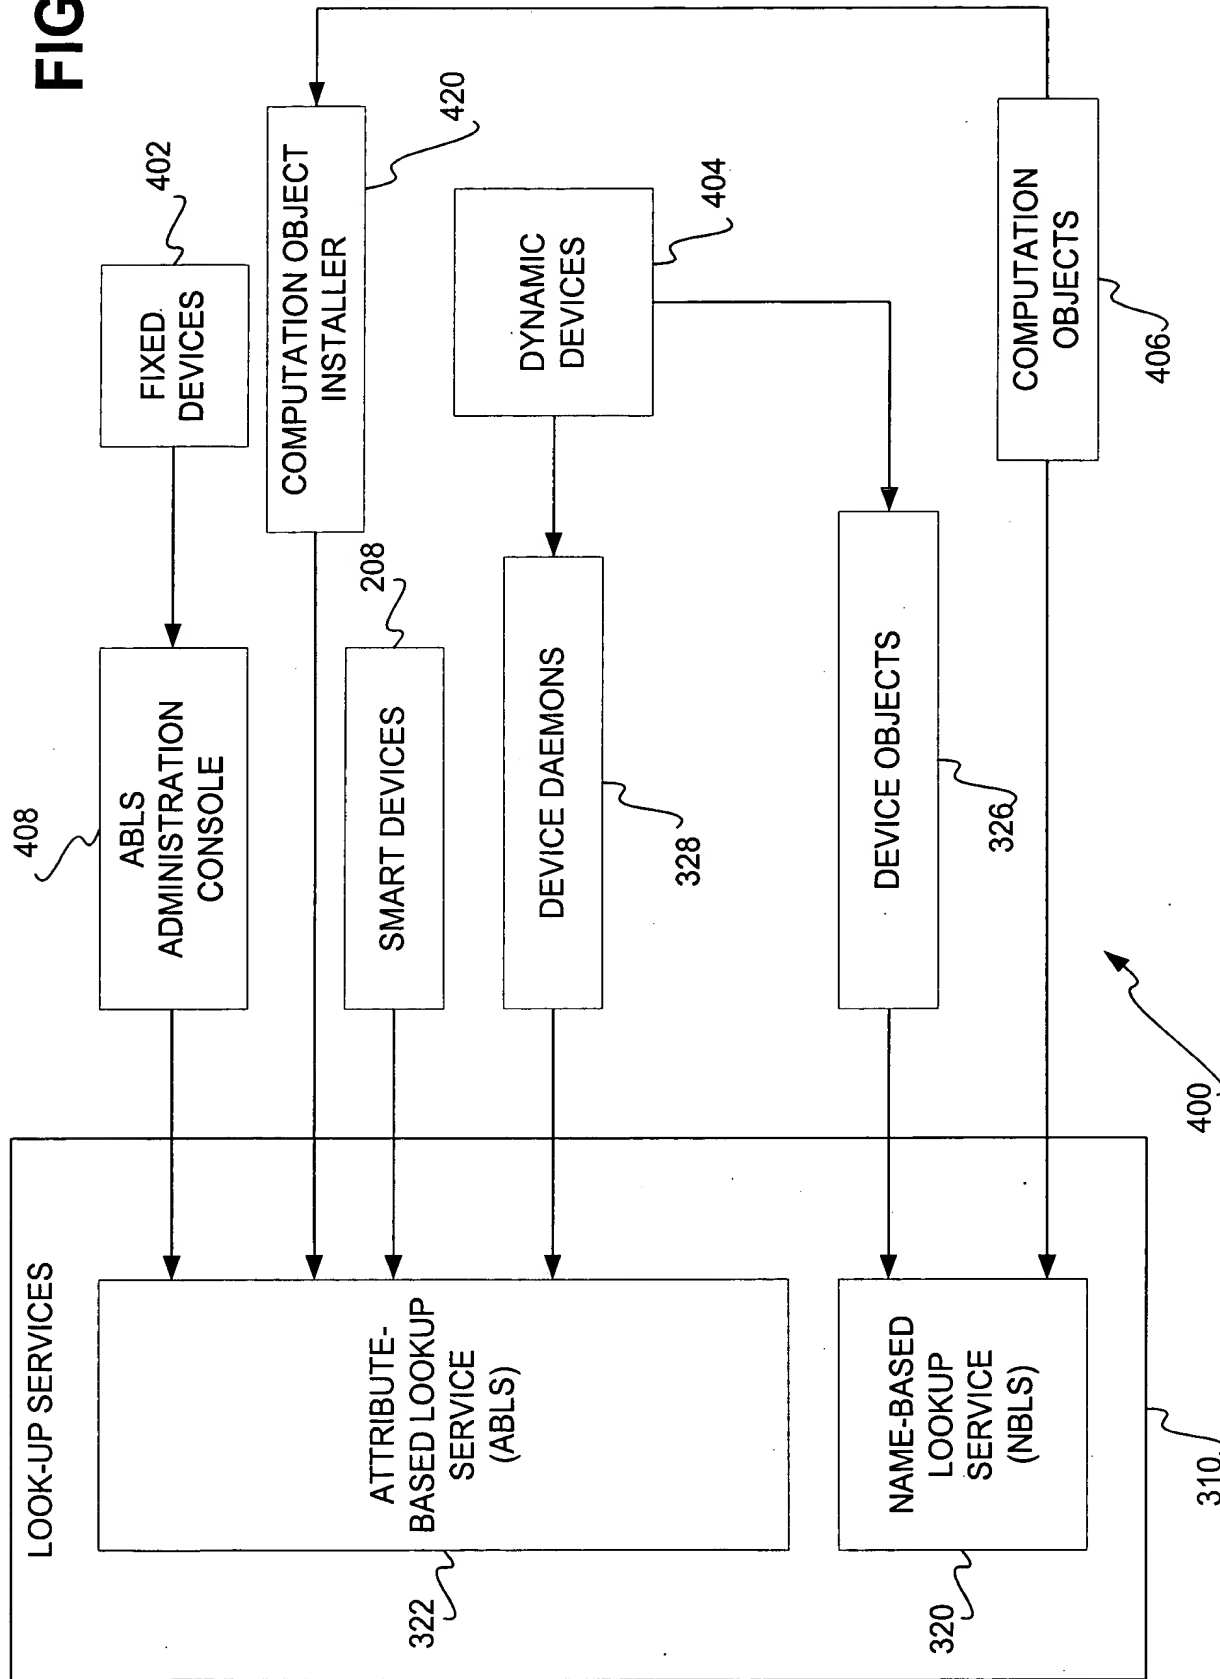 FIG
LOOK-UP SERVICES
408
ABLS
ADMINISTRATION
CONSOLE
402
FIXED
DEVICES
COMPUTATION OBJECT
INSTALLER
420
208
SMART DEVICES
ATTRIBUTE-
BASED LOOKUP
SERVICE
(ABLS)
322
DEVICE DAEMONS
328
DYNAMIC
DEVICES
404
NAME-BASED
LOOKUP
SERVICE
(NBLS)
320
DEVICE OBJECTS
326
COMPUTATION
OBJECTS
406
310
400